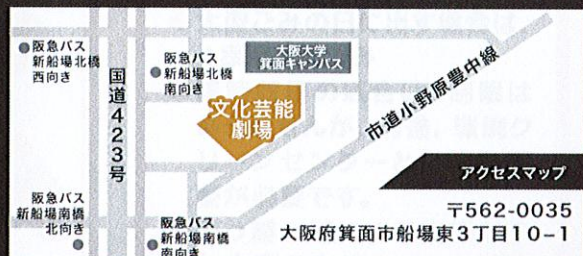 阪急バス
新船場北橋
西向き
国道423号
阪急バス
新船場北橋
南向き
大阪大学
箕面キャンパス
文化芸能
劇場
市道小野原豊中線
アクセスマップ
阪急バス
新船場南橋
北向き
阪急バス
新船場南橋
南向き
〒562-0035
大阪府箕面市船場東3丁目10-1